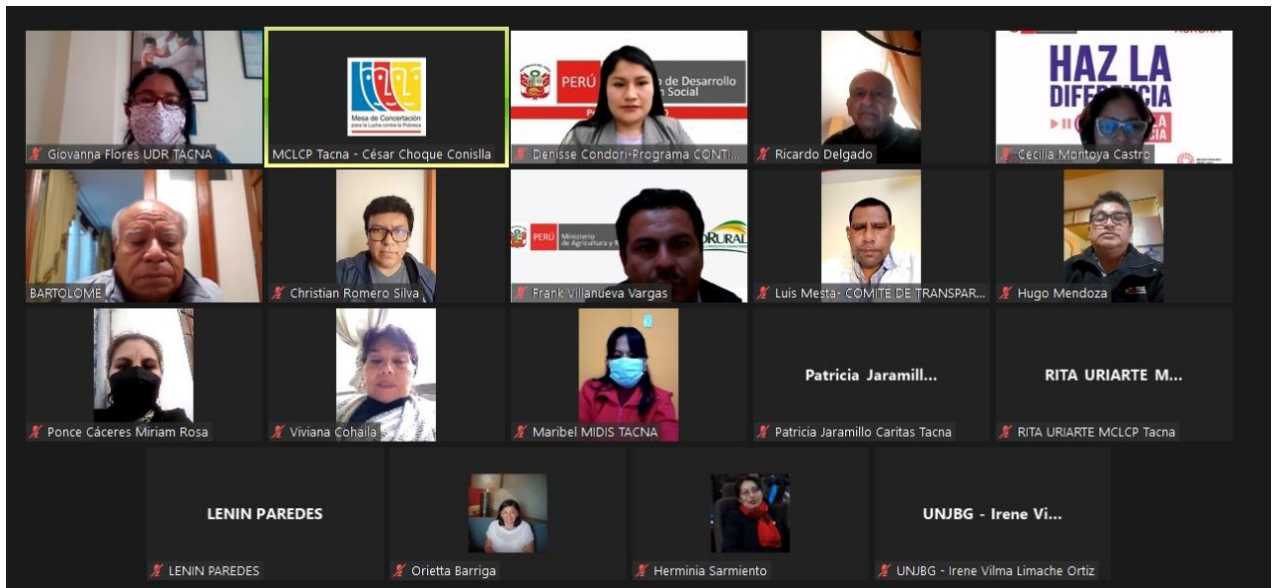 Giovanna Flores UDR TACNA
Mesa de Concertación
para la Lucha contra la Pobreza
MCLCP Tacna - César Choque Conislla
PERÚ
o de Desarrollo
n Social
Denisse Condori-Programa CONTI...
Ricardo Delgado
HAZ LA
DIFERENCIA
Cecilia Montoya Castro
BARTOLOMÉ
Christian Romero Silva
PERÚ
Ministerio
de Agricultura y R
RURAL
Frank Villanueva Vargas
Luis Mesta- COMITE DE TRANSPAR...
Hugo Mendoza
Ponce Cáceres Miriam Rosa
Viviana Cohaila
Maribel MIDIS TACNA
Patricia Jaramill...
Patricia Jaramillo Caritas Tacna
RITA URIARTE M...
RITA URIARTE MCLCP Tacna
LENIN PAREDES
LENIN PAREDES
Orietta Barriga
Herminia Sarmiento
UNJBG - Irene Vi...
UNJBG - Irene Vilma Limache Ortiz